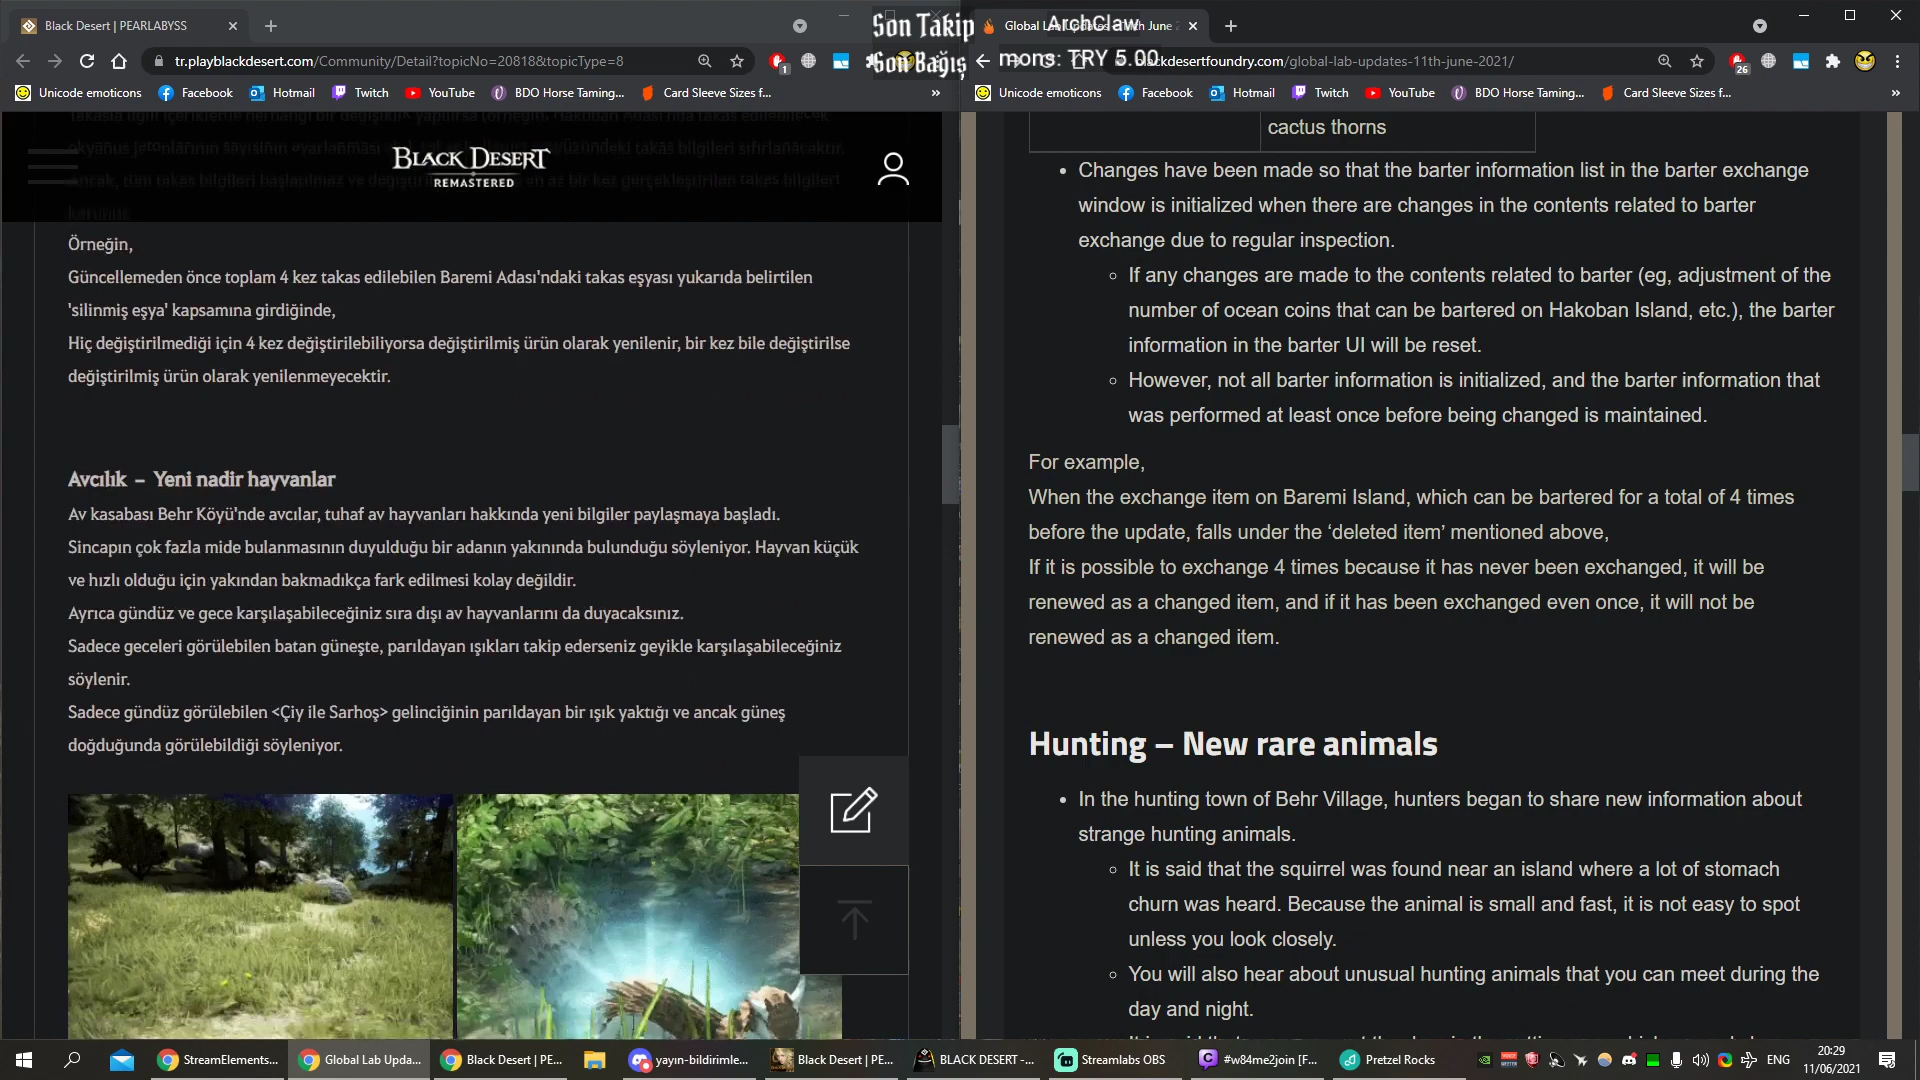 Black Desert | PEARLABYSS
Son Takip
Global Lab Updates – 11th June 2
ArchClaw
tr.playblackdesert.com/Community/Detail?topicNo=20818&topicType=8
Son Bağış
mons: TRY 5.00
blackdesertfoundry.com/global-lab-updates-11th-june-2021/
1
26
Unicode emoticons
Facebook
Hotmail
Twitch
YouTube
BDO Horse Taming...
Card Sleeve Sizes f...
»
Unicode emoticons
Facebook
Hotmail
Twitch
YouTube
BDO Horse Taming...
Card Sleeve Sizes f...
»
BLACK DESERT
REMASTERED
Örneğin,
Güncellemeden önce toplam 4 kez takas edilebilen Baremi Adası'ndaki takas eşyası yukarıda belirtilen
'silinmiş eşya' kapsamına girdiğinde,
Hiç değiştirilmediği için 4 kez değiştirilebiliyorsa değiştirilmiş ürün olarak yenilenir, bir kez bile değiştirilse
değiştirilmiş ürün olarak yenilenmeyecektir.
Avcılık – Yeni nadir hayvanlar
Av kasabası Behr Köyü'nde avcılar, tuhaf av hayvanları hakkında yeni bilgiler paylaşmaya başladı.
Sincapın çok fazla mide bulanmasının duyulduğu bir adanın yakınında bulunduğu söyleniyor. Hayvan küçük
ve hızlı olduğu için yakından bakmadıkça fark edilmesi kolay değildir.
Ayrıca gündüz ve gece karşılaşabileceğiniz sıra dışı av hayvanlarını da duyacaksınız.
Sadece geceleri görülebilen batan güneşte, parıldayan ışıkları takip ederseniz geyikle karşılaşabileceğiniz
söylenir.
Sadece gündüz görülebilen <Çiy ile Sarhoş> gelinciğinin parıldayan bir ışık yaktığı ve ancak güneş
doğduğunda görülebildiği söyleniyor.
cactus thorns
• Changes have been made so that the barter information list in the barter exchange
window is initialized when there are changes in the contents related to barter
exchange due to regular inspection.
◦ If any changes are made to the contents related to barter (eg, adjustment of the
number of ocean coins that can be bartered on Hakoban Island, etc.), the barter
information in the barter UI will be reset.
◦ However, not all barter information is initialized, and the barter information that
was performed at least once before being changed is maintained.
For example,
When the exchange item on Baremi Island, which can be bartered for a total of 4 times
before the update, falls under the ‘deleted item’ mentioned above,
If it is possible to exchange 4 times because it has never been exchanged, it will be
renewed as a changed item, and if it has been exchanged even once, it will not be
renewed as a changed item.
Hunting – New rare animals
• In the hunting town of Behr Village, hunters began to share new information about
strange hunting animals.
◦ It is said that the squirrel was found near an island where a lot of stomach
churn was heard. Because the animal is small and fast, it is not easy to spot
unless you look closely.
◦ You will also hear about unusual hunting animals that you can meet during the
day and night.
StreamElements...
Global Lab Upda...
Black Desert | PE...
yayın-bildirimle...
Black Desert | PE...
BLACK DESERT -...
Streamlabs OBS
#w84me2join [F...
Pretzel Rocks
ENG
20:29
11/06/2021